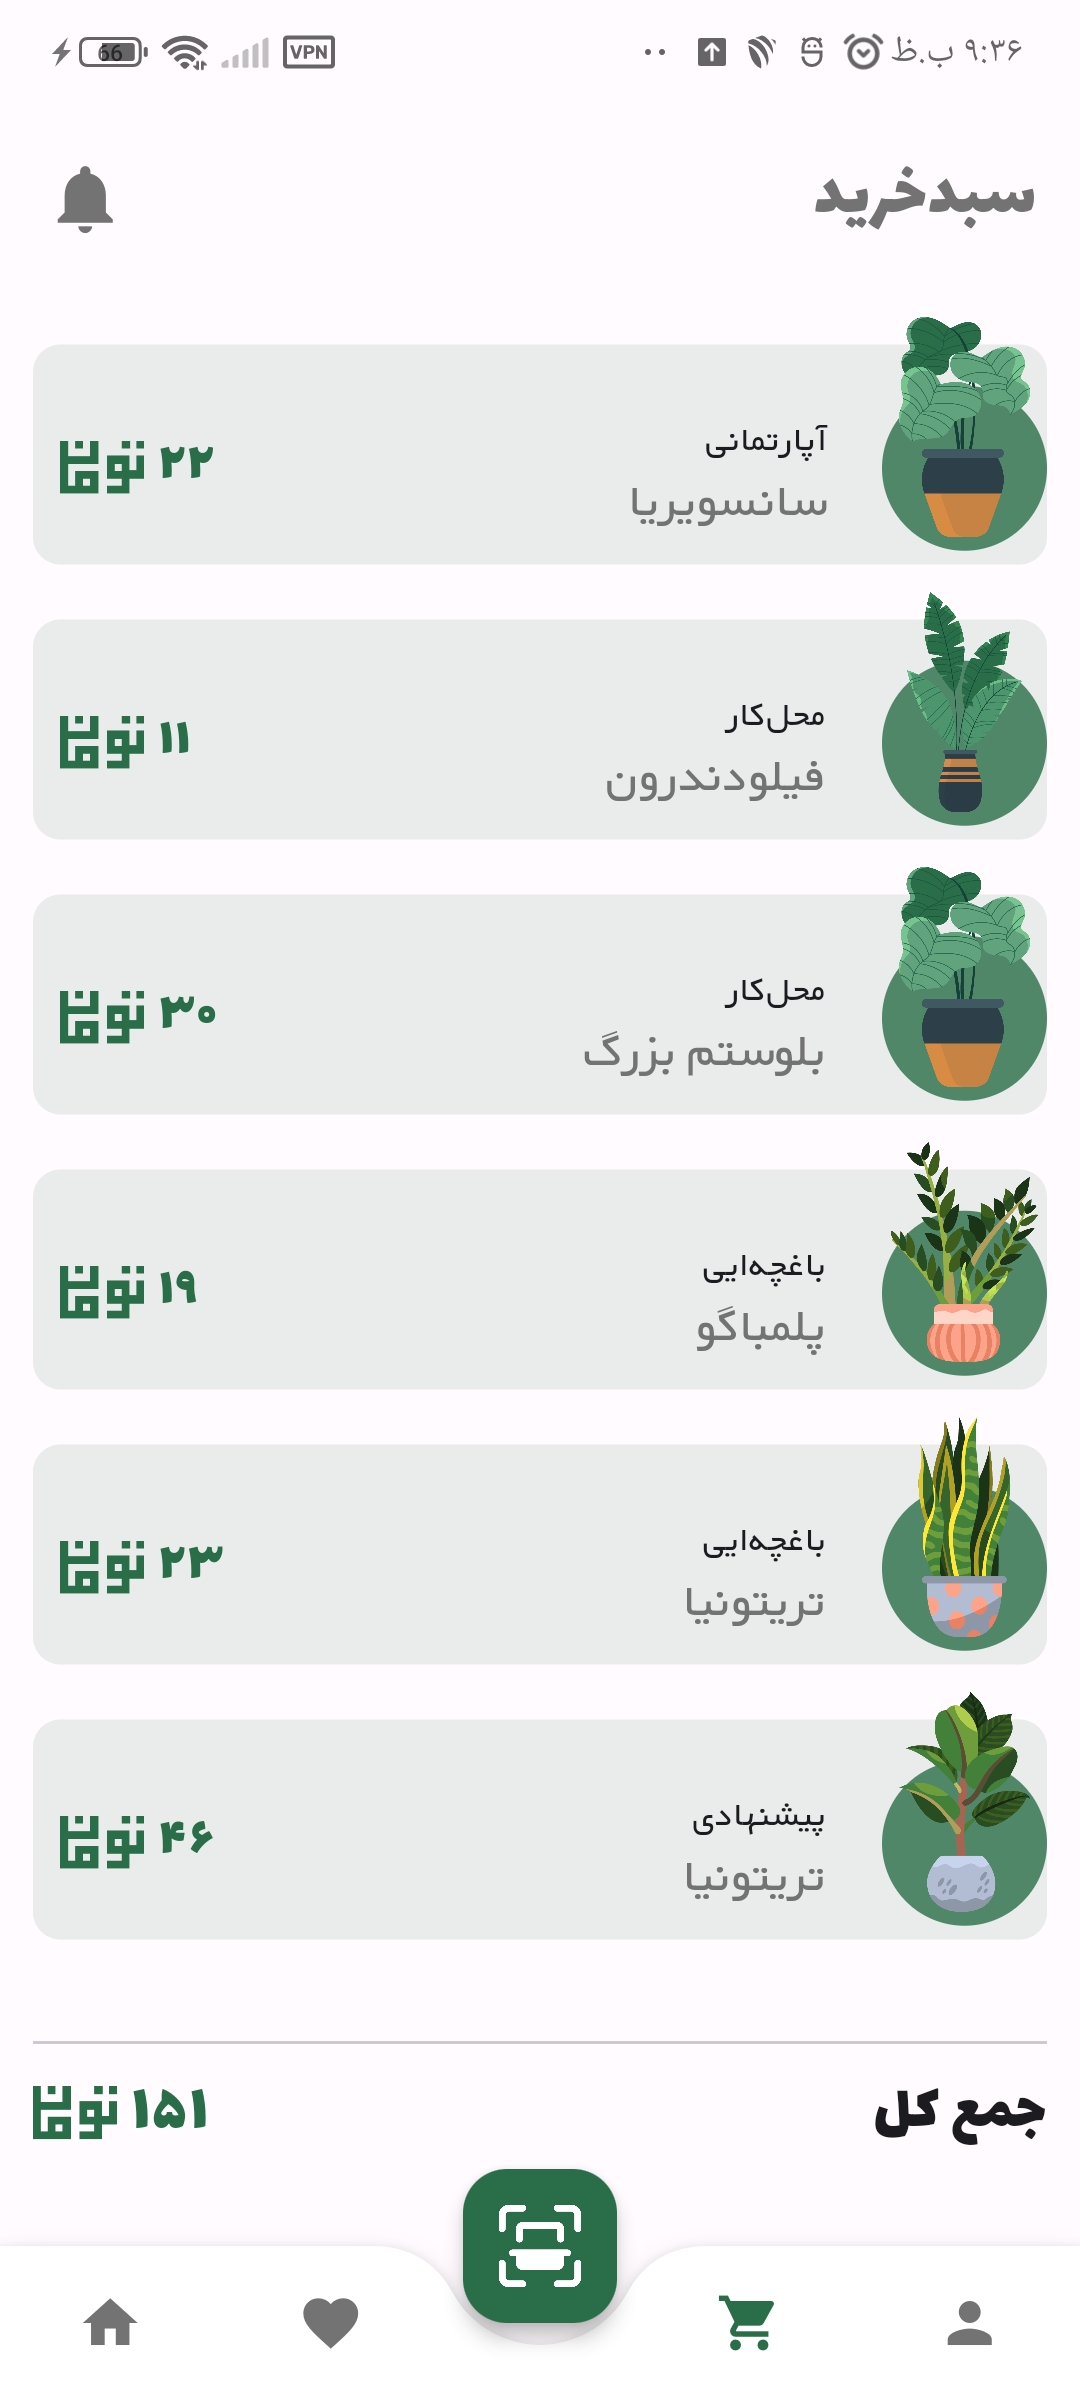 ۹:۳۶ ب.ظ
VPN
66
سبدخرید
آپارتمانی
سانسویریا
۲۲ تومان
محل‌کار
فیلودندرون
۱۱ تومان
محل‌کار
بلوستم بزرگ
۳۰ تومان
باغچه‌ایی
پلمباگو
۱۹ تومان
باغچه‌ایی
تریتونیا
۲۳ تومان
پیشنهادی
تریتونیا
۴۶ تومان
جمع کل
۱۵۱ تومان